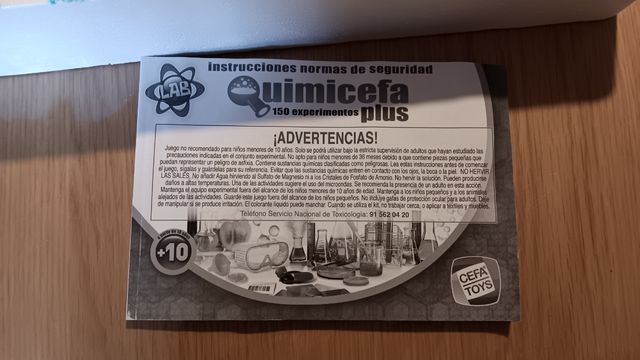 LAB
Instrucciones normas de seguridad
Quimicefa
150 experimentos plus
¡ADVERTENCIAS!
Juego no recomendado para niños menores de 10 años. Solo se podrá utilizar bajo la estricta supervisión de adultos que hayan estudiado las
precauciones indicadas en el conjunto experimental. No apto para niños menores de 36 meses debido a que contiene piezas pequeñas que
puedan representar un peligro de asfixia. Contiene sustancias químicas clasificadas como peligrosas. Lea estas instrucciones antes de comenzar
el juego, sígalas y guárdelas para su referencia. Evitar que las sustancias químicas entren en contacto con los ojos, la boca o la piel. NO HERVIR
LAS SALES, No añadir Agua hirviendo al Sulfato de Magnesio ni a los Cristales de Fosfato de Amonio. No hervir la solución. Pueden producirse
daños a altas temperaturas. Una de las actividades sugiere el uso del microondas. Se recomienda la presencia de un adulto en esta acción.
Mantenga el equipo experimental fuera del alcance de los niños menores de 10 años de edad. Mantenga a los niños pequeños y a los animales
alejados de las actividades. Guarde este juego fuera del alcance de los niños pequeños. No incluye gafas de protección ocular para adultos. Deje
de manipular si se produce irritación. El colorante líquido puede manchar. Cuando se utiliza el kit, no trabajar cerca, o aplicar a textiles y muebles.
Teléfono Servicio Nacional de Toxicología: 91 562 04 20
A partir de 10 años
+10
CEFA
TOYS